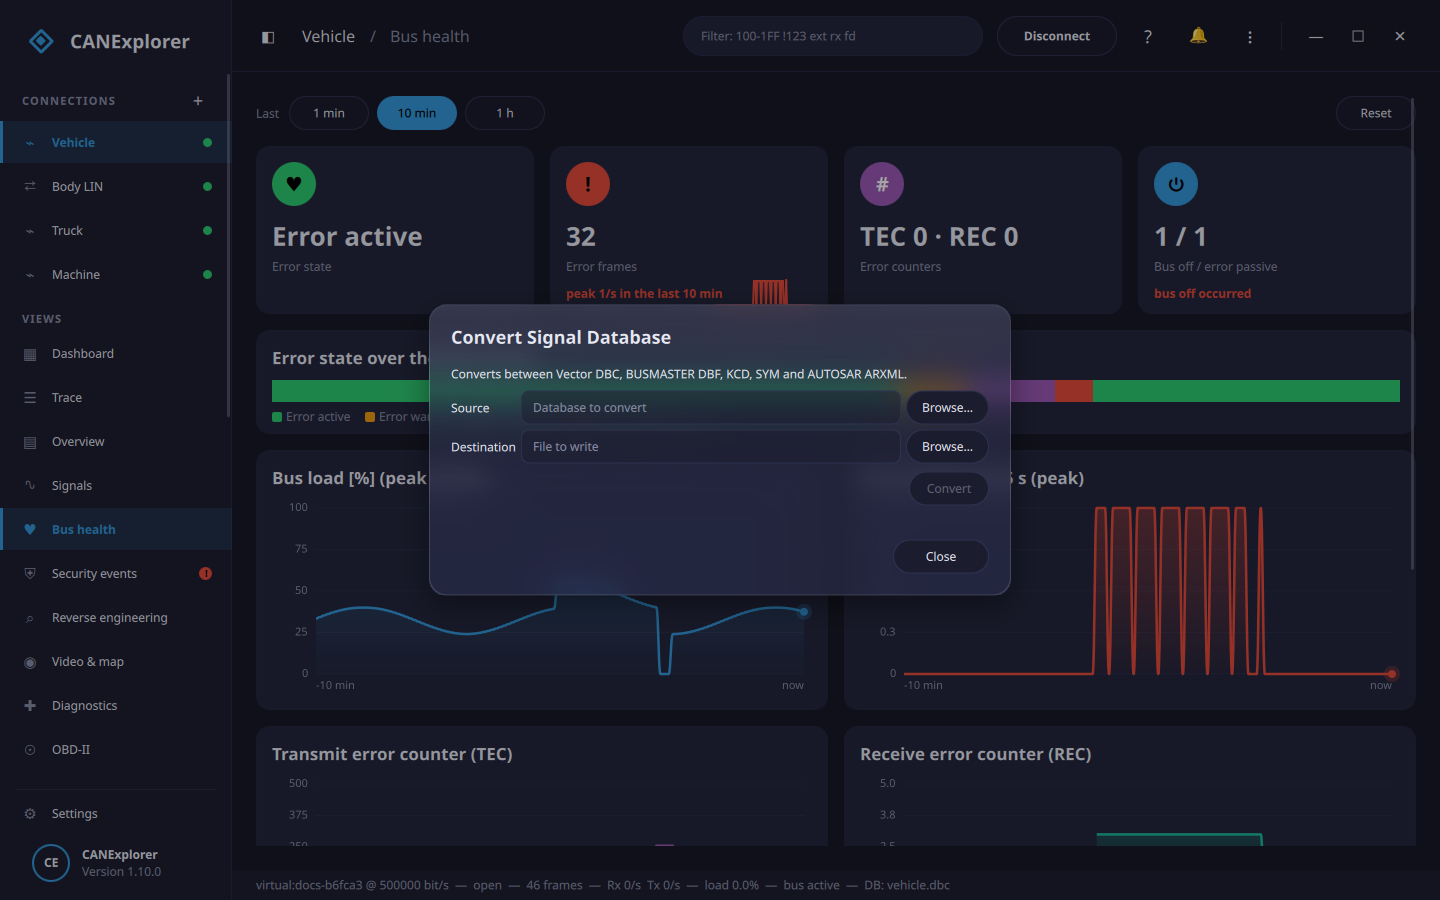 CANExplorer
Vehicle / Bus health
Filter: 100-1FF !123 ext rx fd
Disconnect
?
CONNECTIONS +
Vehicle
Body LIN
Truck
Machine
VIEWS
Dashboard
Trace
Overview
Signals
Bus health
Security events !
Reverse engineering
Video & map
Diagnostics
OBD-II
Settings
CE
CANExplorer
Version 1.10.0
Last 1 min 10 min 1 h
Reset
Error active
Error state
!
32
Error frames
peak 1/s in the last 10 min
#
TEC 0 · REC 0
Error counters
1 / 1
Bus off / error passive
bus off occurred
Error state over
Error active Error
Convert Signal Database
Converts between Vector DBC, BUSMASTER DBF, KCD, SYM and AUTOSAR ARXML.
Source Database to convert Browse...
Destination File to write Browse...
Convert
Close
Bus load [%] (peak
100
75
50
25
0
-10 min now
s (peak)
0.3
0
-10 min now
Transmit error counter (TEC)
500
375
Receive error counter (REC)
5.0
3.8
virtual:docs-b6fca3 @ 500000 bit/s — open — 46 frames — Rx 0/s Tx 0/s — load 0.0% — bus active — DB: vehicle.dbc